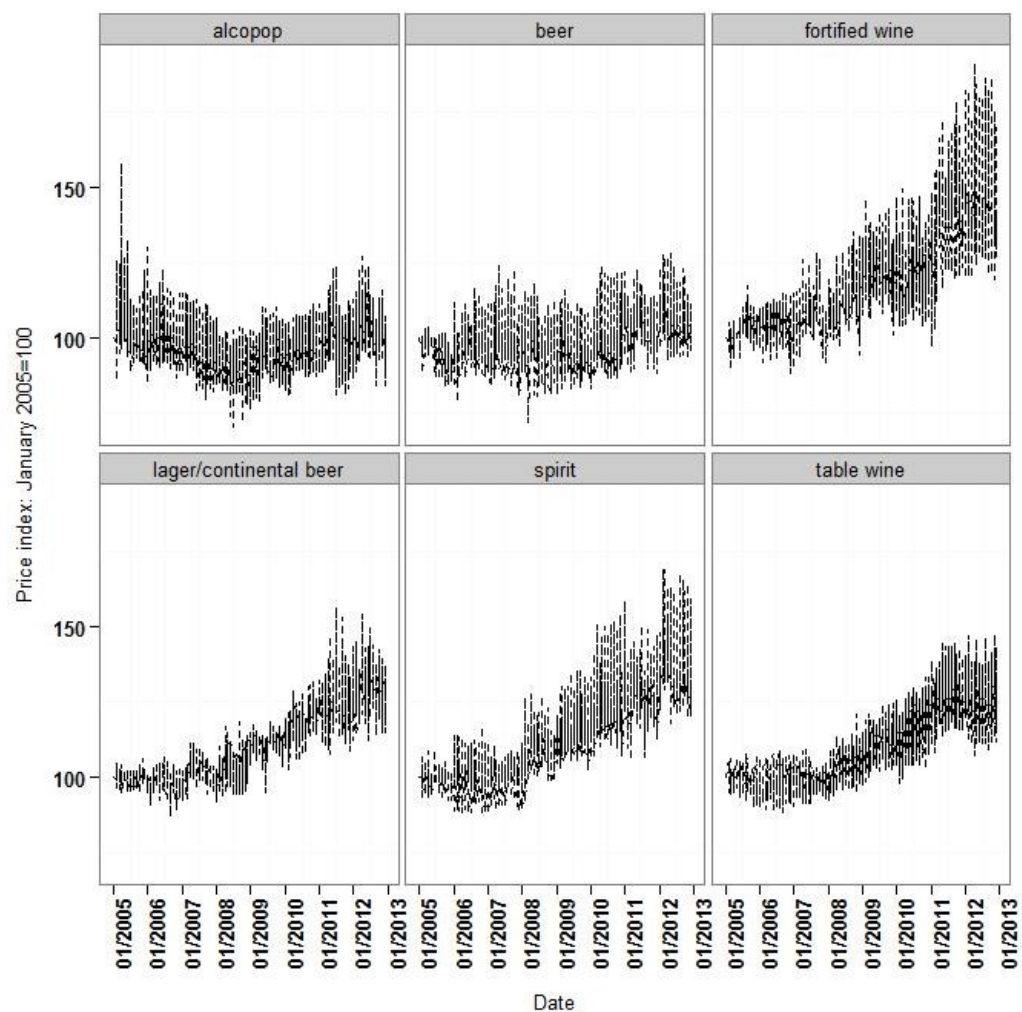 alcopop beer fortified wine
150
100
lager/continental beer spirit table wine
150
100
Price index: January 2005=100
01/2005 01/2006 01/2007 01/2008 01/2009 01/2010 01/2011 01/2012 01/2013 01/2005 01/2006 01/2007 01/2008 01/2009 01/2010 01/2011 01/2012 01/2013 01/2005 01/2006 01/2007 01/2008 01/2009 01/2010 01/2011 01/2012 01/2013
Date